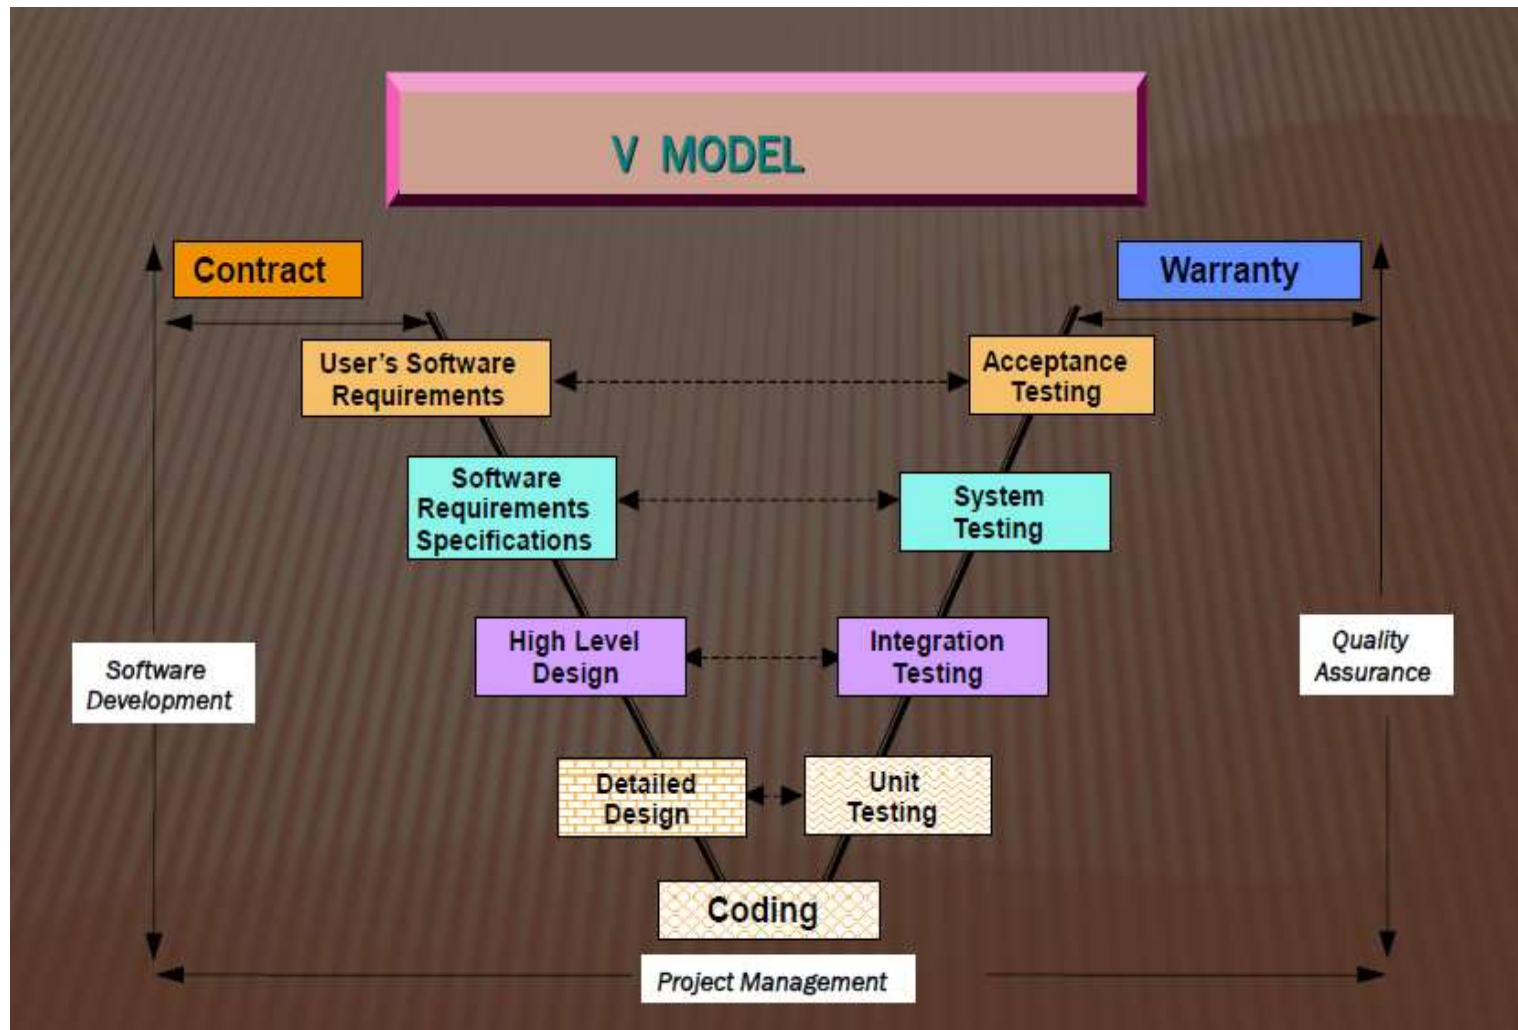 V MODEL
Contract
Warranty
User's Software
Requirements
Acceptance
Testing
Software
Requirements
Specifications
System
Testing
High Level
Design
Integration
Testing
Software
Development
Quality
Assurance
Detailed
Design
Unit
Testing
Coding
Project Management